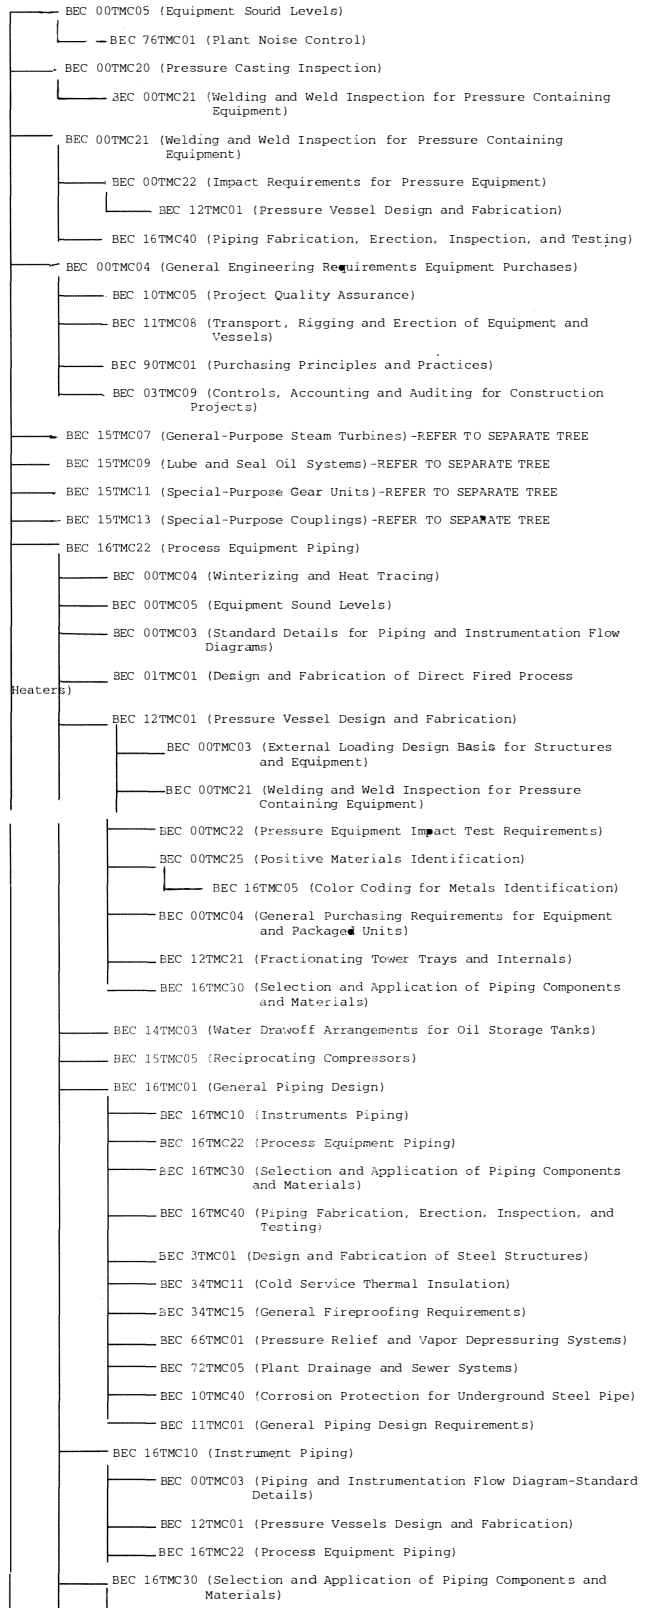 BEC 00TMC05 (Equipment Sound Levels)
BEC 76TMC01 (Plant Noise Control)
BEC 00TMC20 (Pressure Casting Inspection)
BEC 00TMC21 (Welding and Weld Inspection for Pressure Containing
Equipment)
BEC 00TMC21 (Welding and Weld Inspection for Pressure Containing
Equipment)
BEC 00TMC22 (Impact Requirements for Pressure Equipment)
BEC 12TMC01 (Pressure Vessel Design and Fabrication)
BEC 16TMC40 (Piping Fabrication, Erection, Inspection, and Testing)
BEC 00TMC04 (General Engineering Requirements Equipment Purchases)
BEC 10TMC05 (Project Quality Assurance)
BEC 11TMC08 (Transport, Rigging and Erection of Equipment and
Vessels)
BEC 90TMC01 (Purchasing Principles and Practices)
BEC 03TMC09 (Controls, Accounting and Auditing for Construction
Projects)
BEC 15TMC07 (General-Purpose Steam Turbines)-REFER TO SEPARATE TREE
BEC 15TMC09 (Lube and Seal Oil Systems)-REFER TO SEPARATE TREE
BEC 15TMC11 (Special-Purpose Gear Units)-REFER TO SEPARATE TREE
BEC 15TMC13 (Special-Purpose Couplings)-REFER TO SEPARATE TREE
BEC 16TMC22 (Process Equipment Piping)
BEC 00TMC04 (Winterizing and Heat Tracing)
BEC 00TMC05 (Equipment Sound Levels)
BEC 00TMC03 (Standard Details for Piping and Instrumentation Flow
Diagrams)
BEC 01TMC01 (Design and Fabrication of Direct Fired Process
Heaters)
BEC 12TMC01 (Pressure Vessel Design and Fabrication)
BEC 00TMC03 (External Loading Design Basis for Structures
and Equipment)
BEC 00TMC21 (Welding and Weld Inspection for Pressure
Containing Equipment)
BEC 00TMC22 (Pressure Equipment Impact Test Requirements)
BEC 00TMC25 (Positive Materials Identification)
BEC 16TMC05 (Color Coding for Metals Identification)
BEC 00TMC04 (General Purchasing Requirements for Equipment
and Packaged Units)
BEC 12TMC21 (Fractionating Tower Trays and Internals)
BEC 16TMC30 (Selection and Application of Piping Components
and Materials)
BEC 14TMC03 (Water Drawoff Arrangements for Oil Storage Tanks)
BEC 15TMC05 (Reciprocating Compressors)
BEC 16TMC01 (General Piping Design)
BEC 16TMC10 (Instruments Piping)
BEC 16TMC22 (Process Equipment Piping)
BEC 16TMC30 (Selection and Application of Piping Components
and Materials)
BEC 16TMC40 (Piping Fabrication, Erection, Inspection, and
Testing)
BEC 3TMC01 (Design and Fabrication of Steel Structures)
BEC 34TMC11 (Cold Service Thermal Insulation)
BEC 34TMC15 (General Fireproofing Requirements)
BEC 66TMC01 (Pressure Relief and Vapor Depressuring Systems)
BEC 72TMC05 (Plant Drainage and Sewer Systems)
BEC 10TMC40 (Corrosion Protection for Underground Steel Pipe)
BEC 11TMC01 (General Piping Design Requirements)
BEC 16TMC10 (Instrument Piping)
BEC 00TMC03 (Piping and Instrumentation Flow Diagram-Standard
Details)
BEC 12TMC01 (Pressure Vessels Design and Fabrication)
BEC 16TMC22 (Process Equipment Piping)
BEC 16TMC30 (Selection and Application of Piping Components and
Materials)